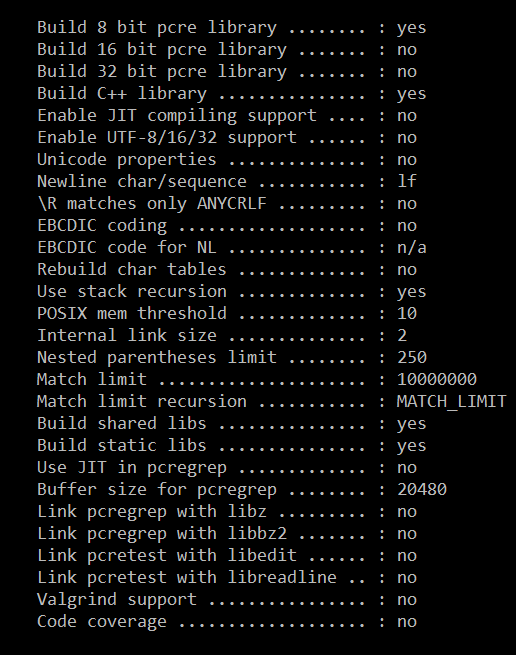 Build 8 bit pcre library ........ : yes
Build 16 bit pcre library ....... : no
Build 32 bit pcre library ....... : no
Build C++ library ............... : yes
Enable JIT compiling support .... : no
Enable UTF-8/16/32 support ...... : no
Unicode properties .............. : no
Newline char/sequence ........... : lf
\R matches only ANYCRLF ......... : no
EBCDIC coding ................... : no
EBCDIC code for NL .............. : n/a
Rebuild char tables ............. : no
Use stack recursion ............. : yes
POSIX mem threshold ............. : 10
Internal link size .............. : 2
Nested parentheses limit ........ : 250
Match limit ..................... : 10000000
Match limit recursion ........... : MATCH_LIMIT
Build shared libs ............... : yes
Build static libs ............... : yes
Use JIT in pcregrep ............. : no
Buffer size for pcregrep ........ : 20480
Link pcregrep with libz ......... : no
Link pcregrep with libbz2 ....... : no
Link pcretest with libedit ...... : no
Link pcretest with libreadline .. : no
Valgrind support ................ : no
Code coverage ................... : no